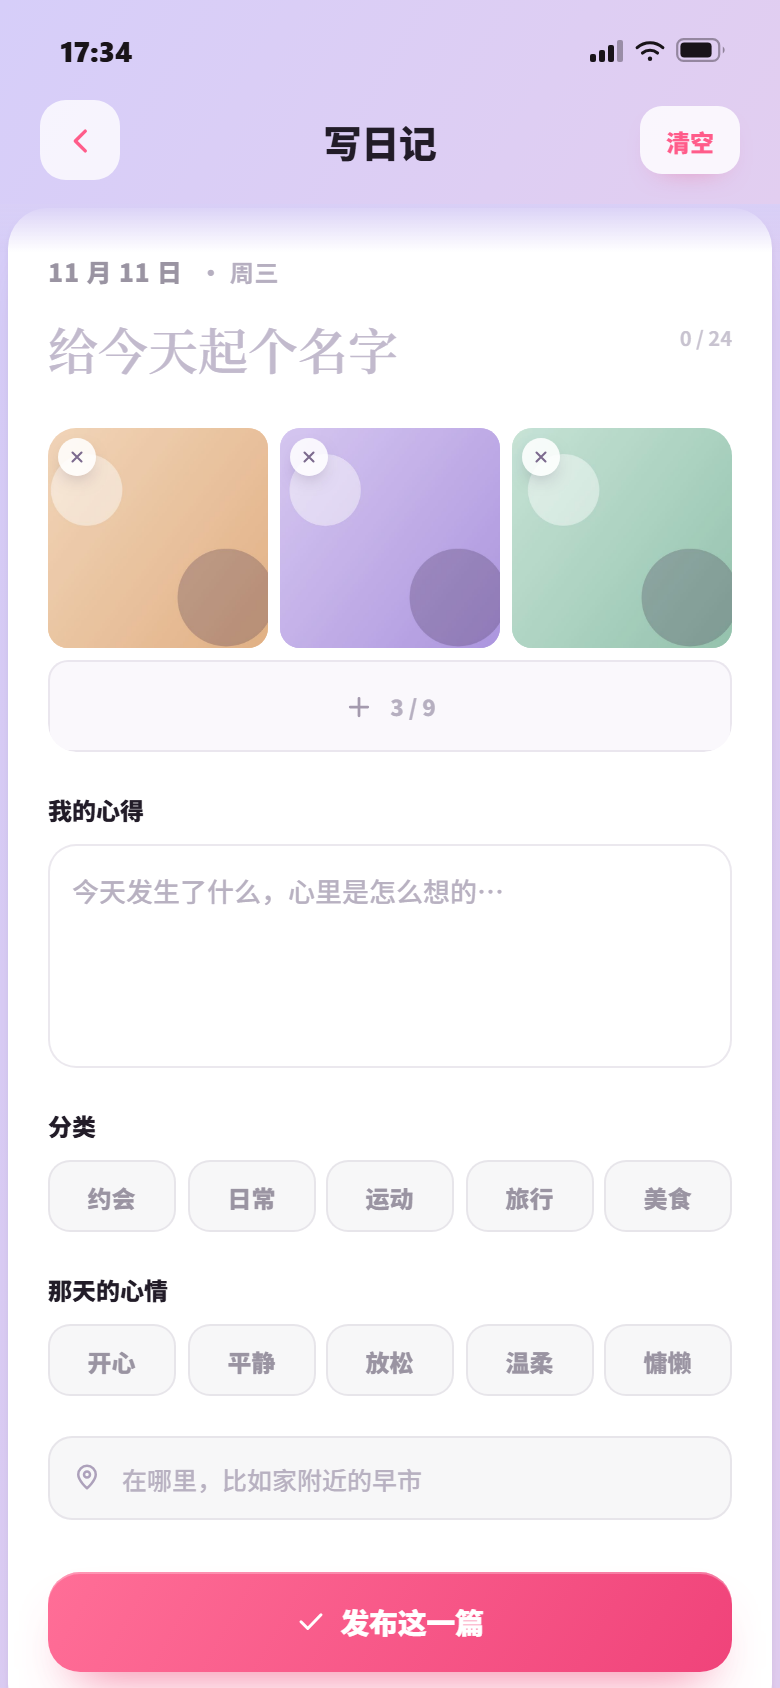 17:34
写日记
清空
11 月 11 日 · 周三
给今天起个名字
0 / 24
3 / 9
我的心得
今天发生了什么，心里是怎么想的…
分类
约会 日常 运动 旅行 美食
那天的心情
开心 平静 放松 温柔 慵懒
在哪里，比如家附近的早市
发布这一篇